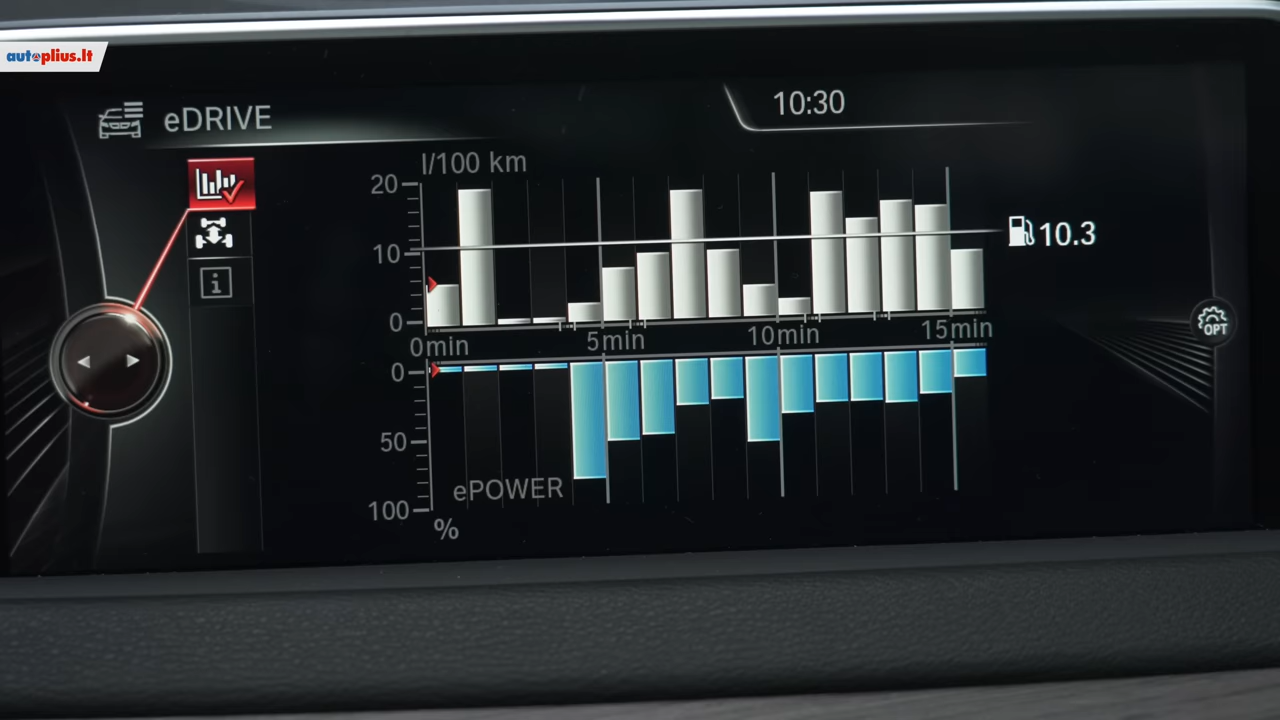 autoplius.lt
eDRIVE
10:30
l/100 km
20
10
0
10.3
0min 5min 10min 15min
0
50
100
ePOWER
%
i
OPT